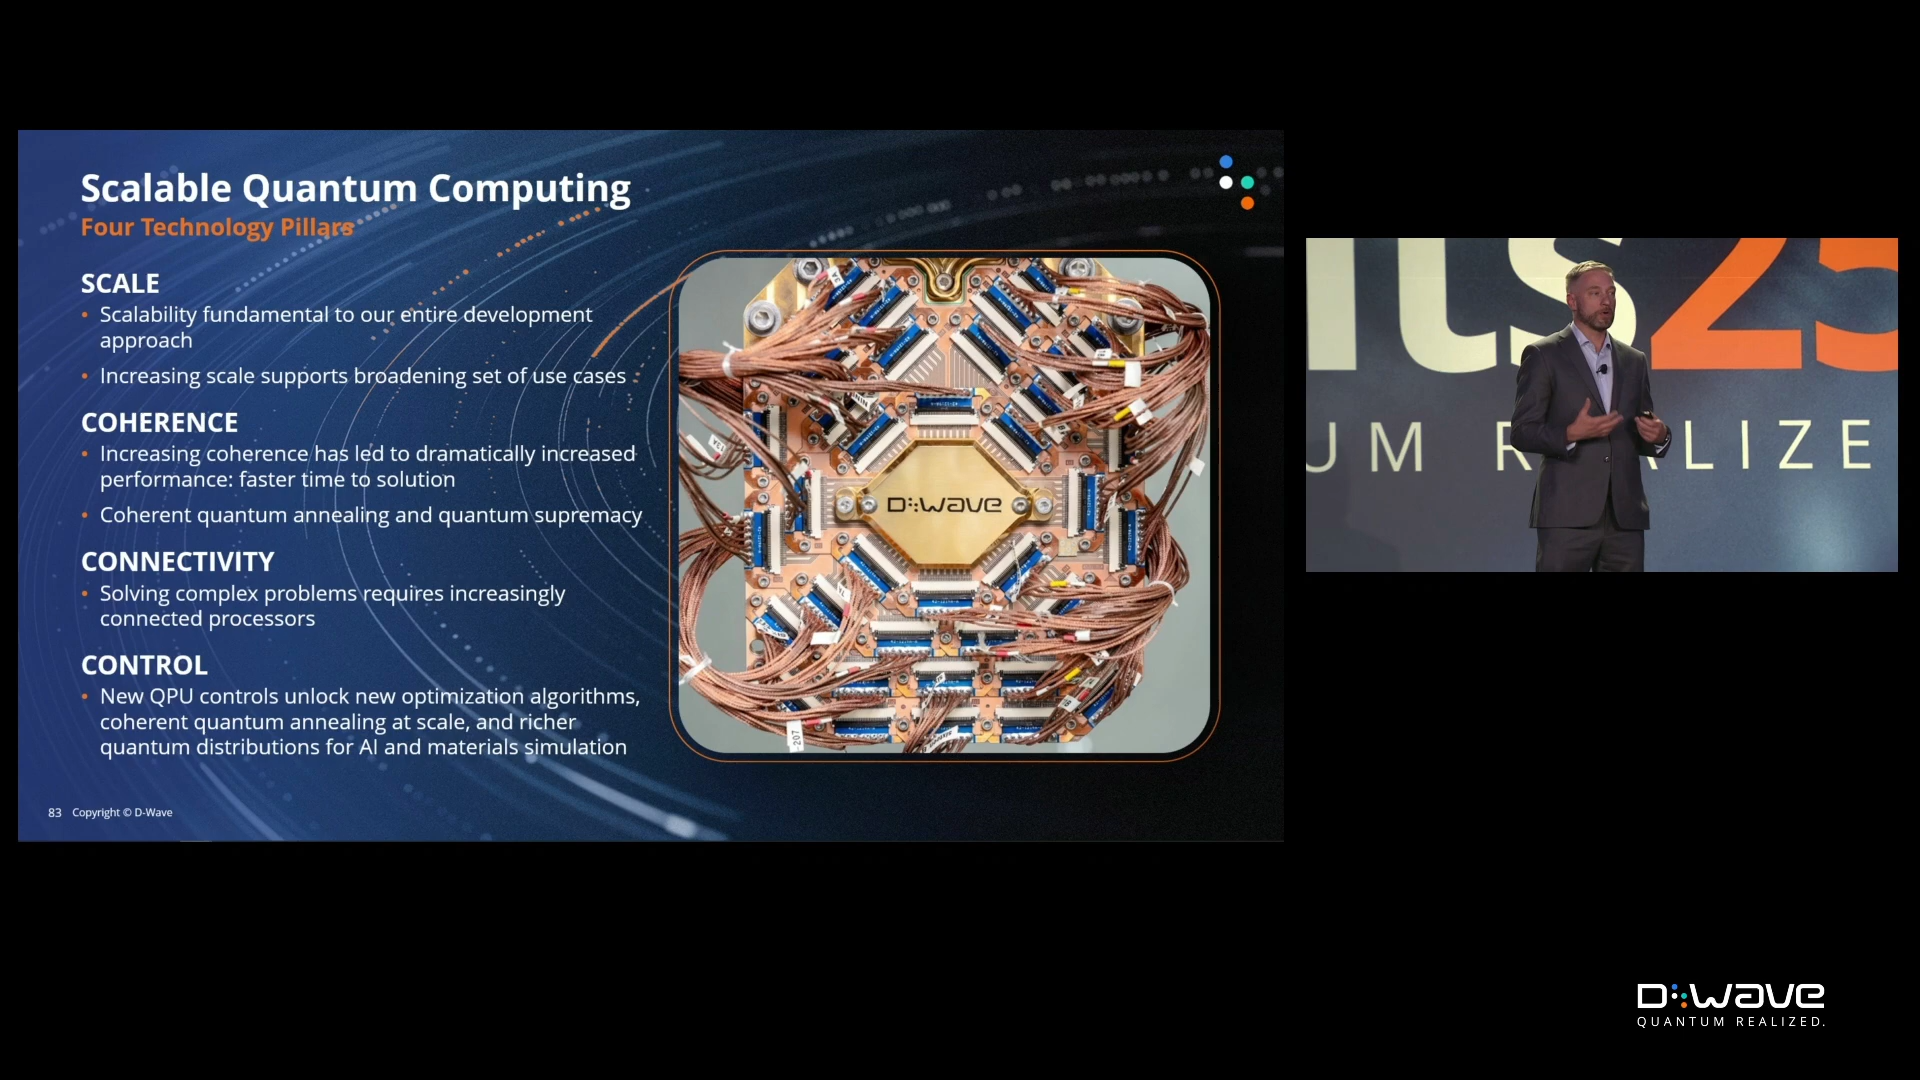 Scalable Quantum Computing
Four Technology Pillars
SCALE
• Scalability fundamental to our entire development
approach
• Increasing scale supports broadening set of use cases
COHERENCE
• Increasing coherence has led to dramatically increased
performance: faster time to solution
• Coherent quantum annealing and quantum supremacy
CONNECTIVITY
• Solving complex problems requires increasingly
connected processors
CONTROL
• New QPU controls unlock new optimization algorithms,
coherent quantum annealing at scale, and richer
quantum distributions for AI and materials simulation
83 Copyright © D-Wave
D:wave
207
its25
UM REALIZE
D:wave
QUANTUM REALIZED.